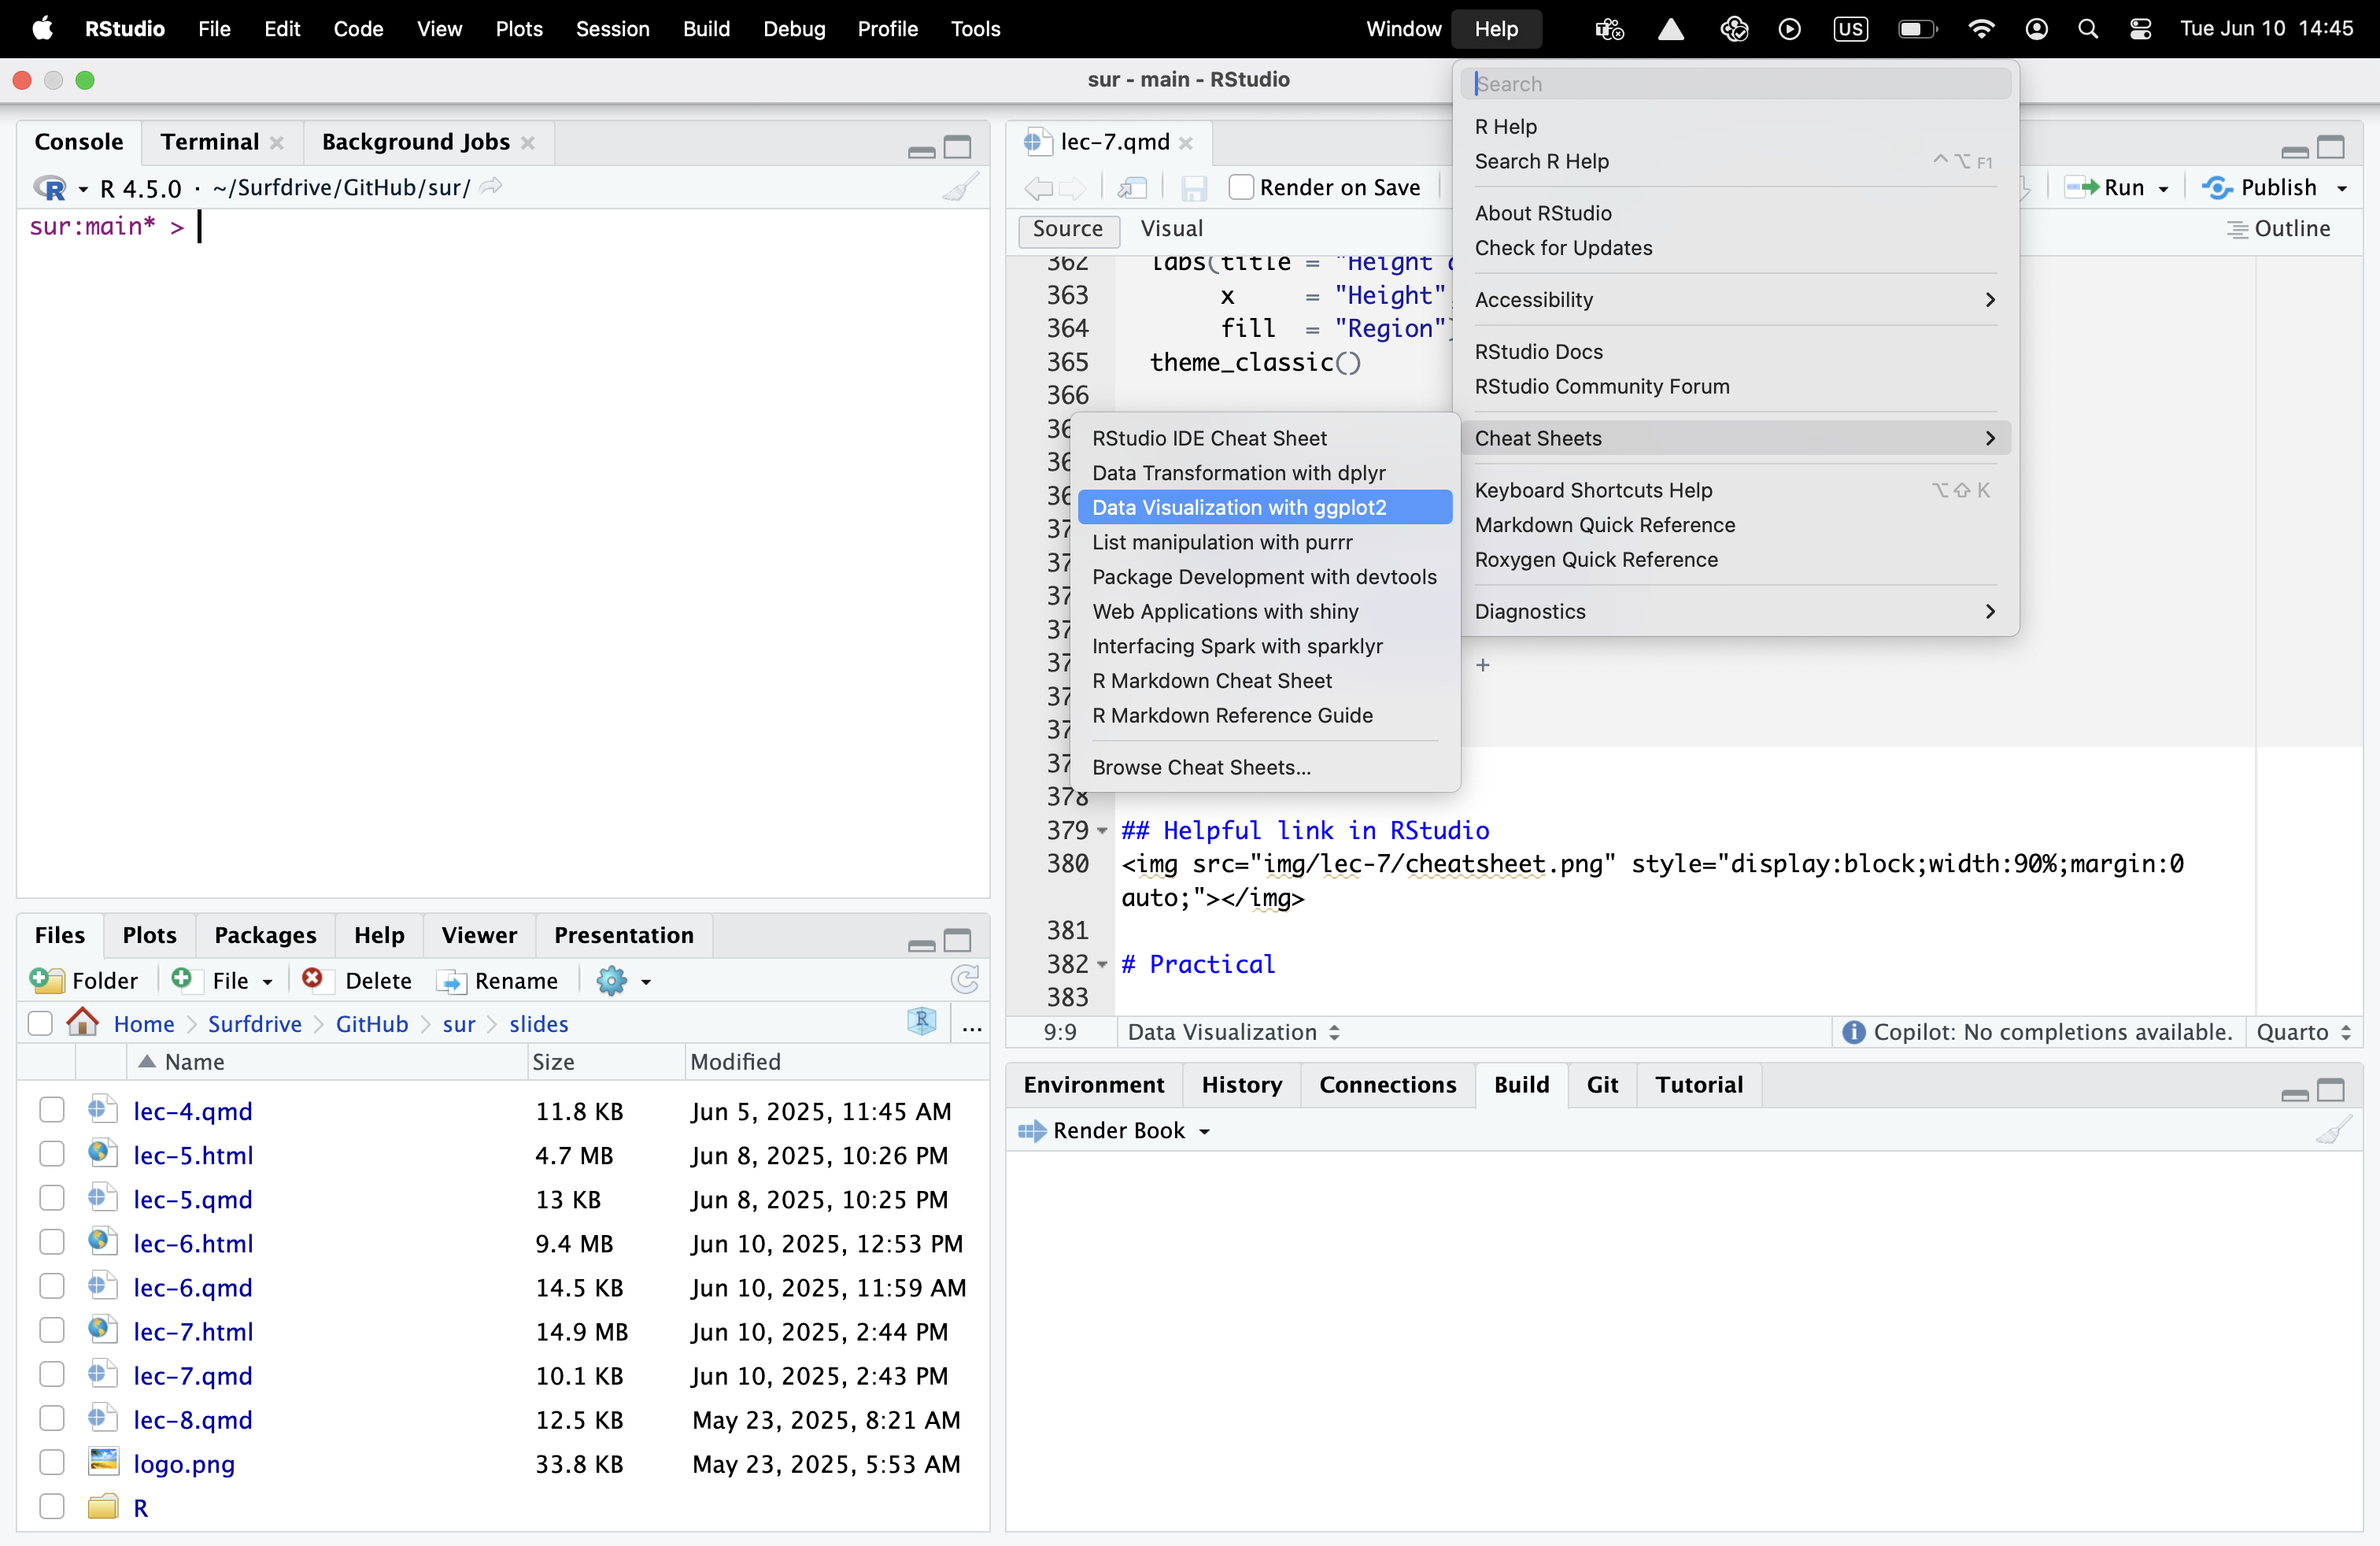 RStudio File Edit Code View Plots Session Build Debug Profile Tools Window Help US Tue Jun 10 14:45
sur - main - RStudio
Console Terminal Background Jobs
R 4.5.0 · ~/Surfdrive/GitHub/sur/
sur:main* >
lec-7.qmd
Render on Save Run Publish
Source Visual Outline
362 labs(title = "Height
363 x = "Height",
364 fill = "Region")
365 theme_classic()
366
+
378
379 ## Helpful link in RStudio
380 <img src="img/lec-7/cheatsheet.png" style="display:block;width:90%;margin:0
auto;"></img>
381
382 # Practical
383
9:9 Data Visualization Copilot: No completions available. Quarto
Search
R Help
Search R Help ^⌥F1
About RStudio
Check for Updates
Accessibility
RStudio Docs
RStudio Community Forum
Cheat Sheets
Keyboard Shortcuts Help ⌥⇧K
Markdown Quick Reference
Roxygen Quick Reference
Diagnostics
RStudio IDE Cheat Sheet
Data Transformation with dplyr
Data Visualization with ggplot2
List manipulation with purrr
Package Development with devtools
Web Applications with shiny
Interfacing Spark with sparklyr
R Markdown Cheat Sheet
R Markdown Reference Guide
Browse Cheat Sheets...
Files Plots Packages Help Viewer Presentation
Folder File Delete Rename
Home Surfdrive GitHub sur slides ...
Name Size Modified
lec-4.qmd 11.8 KB Jun 5, 2025, 11:45 AM
lec-5.html 4.7 MB Jun 8, 2025, 10:26 PM
lec-5.qmd 13 KB Jun 8, 2025, 10:25 PM
lec-6.html 9.4 MB Jun 10, 2025, 12:53 PM
lec-6.qmd 14.5 KB Jun 10, 2025, 11:59 AM
lec-7.html 14.9 MB Jun 10, 2025, 2:44 PM
lec-7.qmd 10.1 KB Jun 10, 2025, 2:43 PM
lec-8.qmd 12.5 KB May 23, 2025, 8:21 AM
logo.png 33.8 KB May 23, 2025, 5:53 AM
R
Environment History Connections Build Git Tutorial
Render Book